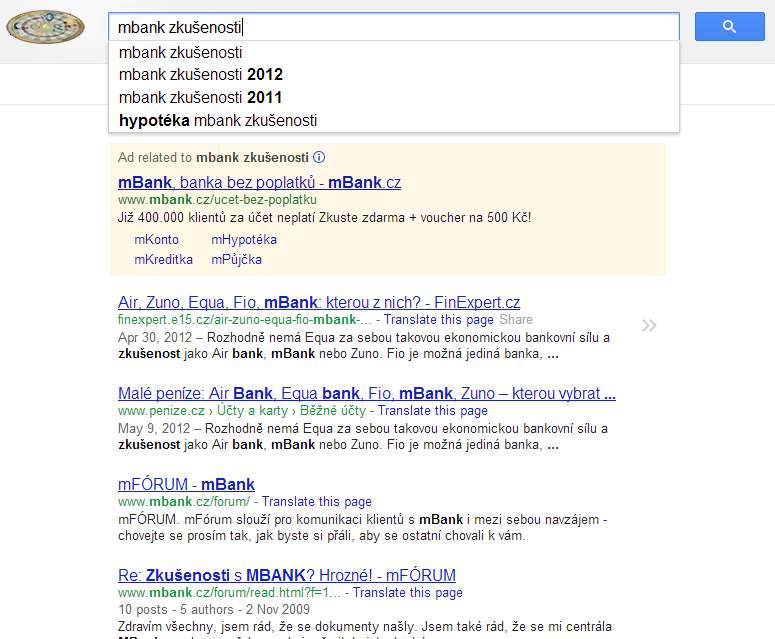 mbank zkušenosti
mbank zkušenosti
mbank zkušenosti 2012
mbank zkušenosti 2011
hypotéka mbank zkušenosti
Ad related to mbank zkušenosti
mBank, banka bez poplatků - mBank.cz
www.mbank.cz/ucet-bez-poplatku
Již 400.000 klientů za účet neplatí Zkuste zdarma + voucher na 500 Kč!
mKonto mHypotéka
mKreditka mPůjčka
Air, Zuno, Equa, Fio, mBank: kterou z nich? - FinExpert.cz
finexpert.e15.cz/air-zuno-equa-fio-mbank-... - Translate this page Share
Apr 30, 2012 – Rozhodně nemá Equa za sebou takovou ekonomickou bankovní sílu a
zkušenost jako Air bank, mBank nebo Zuno. Fio je možná jediná banka, ...
Malé peníze: Air Bank, Equa bank, Fio, mBank, Zuno – kterou vybrat ...
www.penize.cz › Účty a karty › Běžné účty - Translate this page
May 9, 2012 – Rozhodně nemá Equa za sebou takovou ekonomickou bankovní sílu a
zkušenost jako Air bank, mBank nebo Zuno. Fio je možná jediná banka, ...
mFÓRUM - mBank
www.mbank.cz/forum/ - Translate this page
mFÓRUM. mFórum slouží pro komunikaci klientů s mBank i mezi sebou navzájem -
chovejte se prosím tak, jak byste si přáli, aby se ostatní chovali k vám.
Re: Zkušenosti s MBANK? Hrozné! - mFÓRUM
www.mbank.cz/forum/read.html?f=1... - Translate this page
10 posts - 5 authors - 2 Nov 2009
Zdravím všechny, jsem rád, že se dokumenty našly. Jsem také rád, že se mi centrála